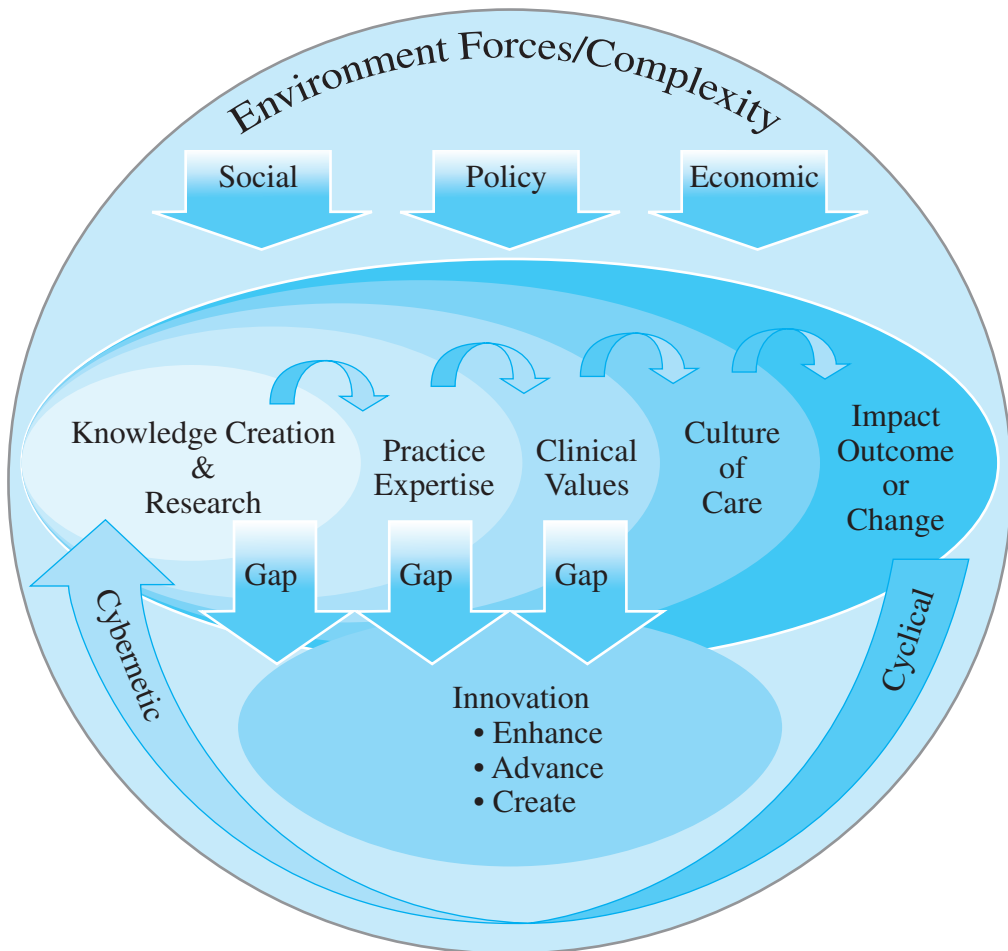 Environment Forces/Complexity
Social
Policy
Economic
Knowledge Creation
&
Research
Practice
Expertise
Clinical
Values
Culture
of
Care
Impact
Outcome
or
Change
Gap
Gap
Gap
Cybernetic
Cyclical
Innovation
• Enhance
• Advance
• Create